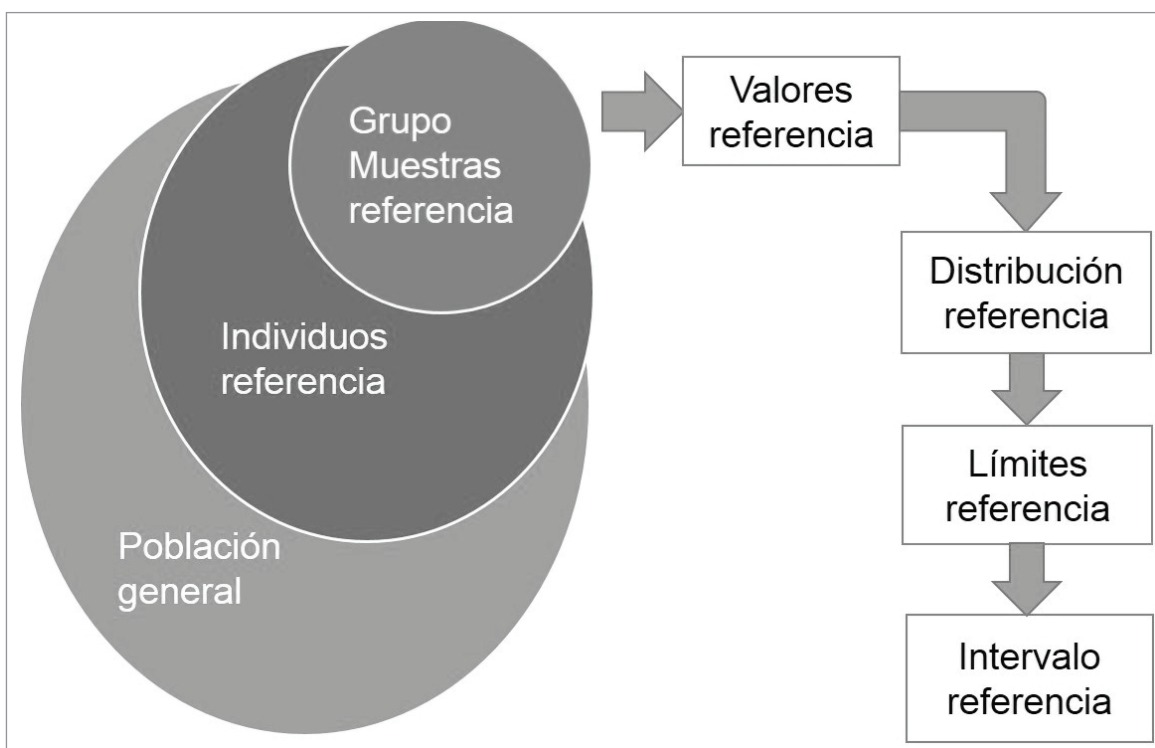 Grupo
Muestras
referencia
Individuos
referencia
Población
general
Valores
referencia
Distribución
referencia
Límites
referencia
Intervalo
referencia